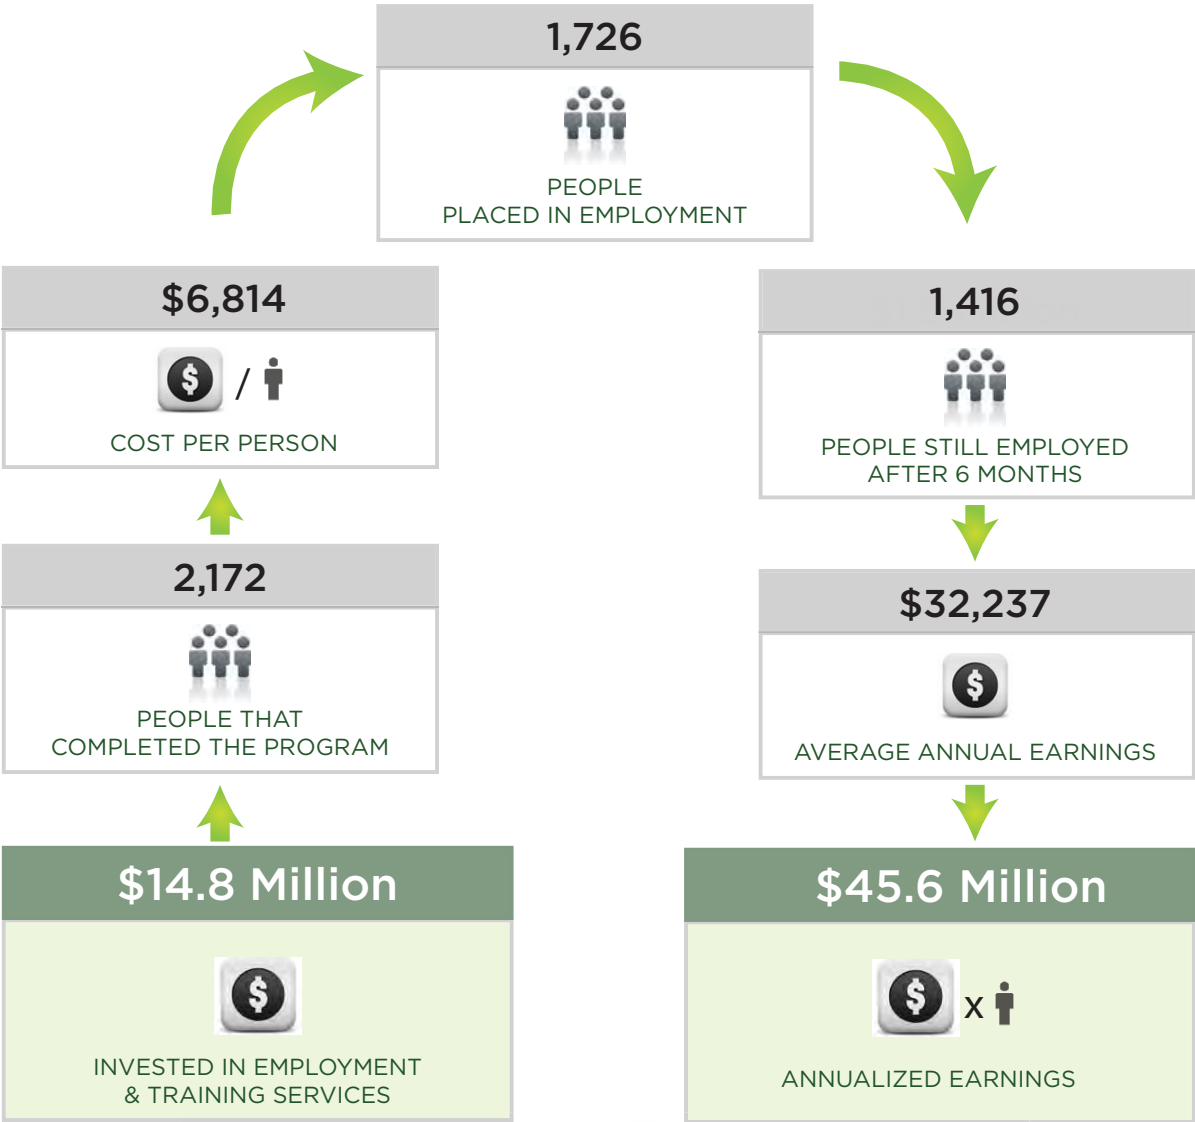 1,726
PEOPLE
PLACED IN EMPLOYMENT
$6,814
$ /
COST PER PERSON
2,172
PEOPLE THAT
COMPLETED THE PROGRAM
$14.8 Million
$
INVESTED IN EMPLOYMENT
& TRAINING SERVICES
1,416
PEOPLE STILL EMPLOYED
AFTER 6 MONTHS
$32,237
$
AVERAGE ANNUAL EARNINGS
$45.6 Million
$ x
ANNUALIZED EARNINGS